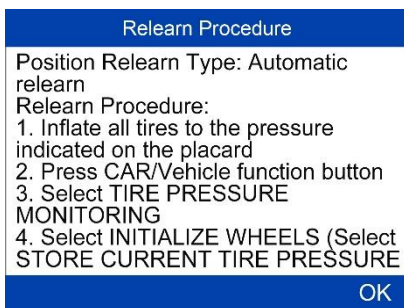 Relearn Procedure
Position Relearn Type: Automatic
relearn
Relearn Procedure:
1. Inflate all tires to the pressure
indicated on the placard
2. Press CAR/Vehicle function button
3. Select TIRE PRESSURE
MONITORING
4. Select INITIALIZE WHEELS (Select
STORE CURRENT TIRE PRESSURE
OK